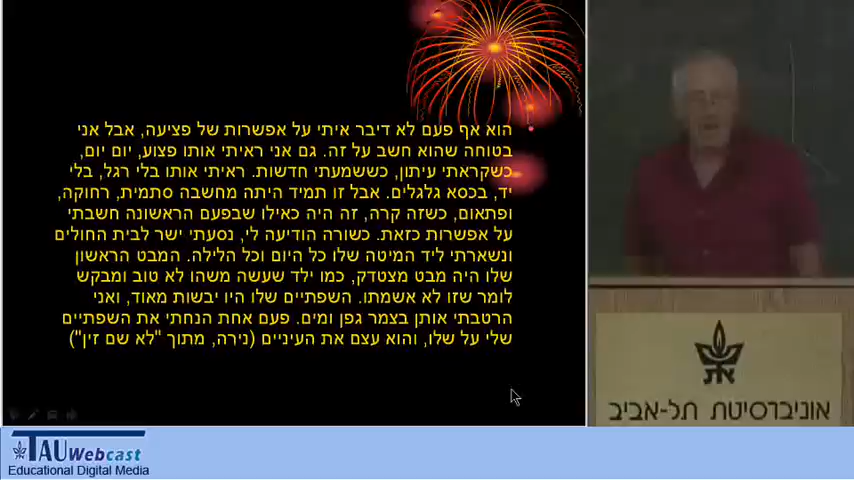 הוא אף פעם לא דיבר איתי על אפשרות של פציעה, אבל אני
בטוחה שהוא חשב על זה. גם אני ראיתי אותו פצוע, יום יום,
כשקראתי עיתון, כששמעתי חדשות. ראיתי אותו בלי רגל, בלי
יד, בכסא גלגלים. אבל זו תמיד היתה מחשבה סתמית, רחוקה,
ופתאום, כשזה קרה, זה היה כאילו שבפעם הראשונה חשבתי
על אפשרות כזאת. כשורה הודיעה לי, נסעתי ישר לבית החולים
ונשארתי ליד המיטה שלו כל היום וכל הלילה. המבט הראשון
שלו היה מבט מצטדק, כמו ילד שעשה משהו לא טוב ומבקש
לומר שזו לא אשמתו. השפתיים שלו היו יבשות מאוד, ואני
הרטבתי אותן בצמר גפן ומים. פעם אחת הנחתי את השפתיים
שלי על שלו, והוא עצם את העיניים (נירה, מתוך "לא שם זין")
את
אוניברסיטת תל-אביב
TAU Webcast
Educational Digital Media